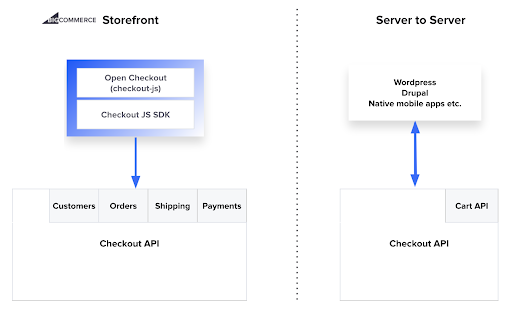 BIGCOMMERCE Storefront
Open Checkout
(checkout-js)
Checkout JS SDK
Customers Orders Shipping Payments
Checkout API
Server to Server
Wordpress
Drupal
Native mobile apps etc.
Cart API
Checkout API